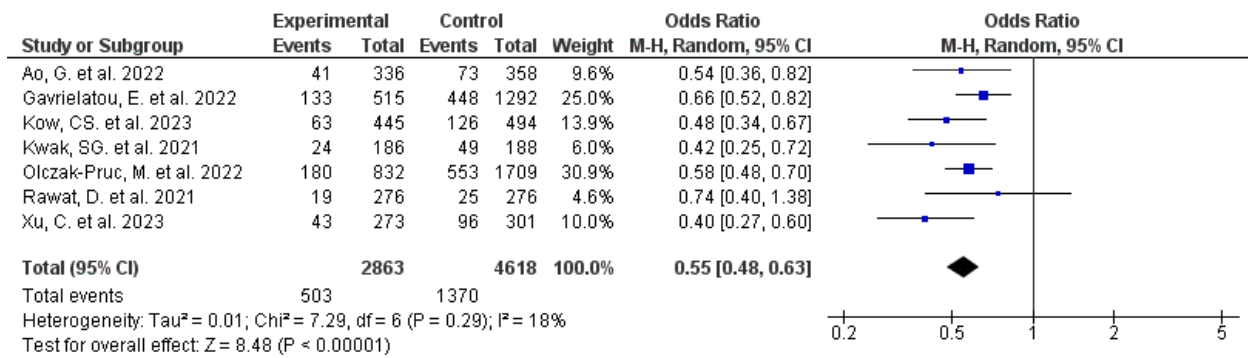 Experimental Control Odds Ratio Odds Ratio
Study or Subgroup Events Total Events Total Weight M-H, Random, 95% CI M-H, Random, 95% CI
Ao, G. et al. 2022 41 336 73 358 9.6% 0.54 [0.36, 0.82]
Gavrielatou, E. et al. 2022 133 515 448 1292 25.0% 0.66 [0.52, 0.82]
Kow, CS. et al. 2023 63 445 126 494 13.9% 0.48 [0.34, 0.67]
Kwak, SG. et al. 2021 24 186 49 188 6.0% 0.42 [0.25, 0.72]
Olczak-Pruc, M. et al. 2022 180 832 553 1709 30.9% 0.58 [0.48, 0.70]
Rawat, D. et al. 2021 19 276 25 276 4.6% 0.74 [0.40, 1.38]
Xu, C. et al. 2023 43 273 96 301 10.0% 0.40 [0.27, 0.60]
Total (95% CI) 2863 4618 100.0% 0.55 [0.48, 0.63]
Total events 503 1370
Heterogeneity: Tau² = 0.01; Chi² = 7.29, df = 6 (P = 0.29); I² = 18%
Test for overall effect: Z = 8.48 (P < 0.00001)
0.2 0.5 1 2 5